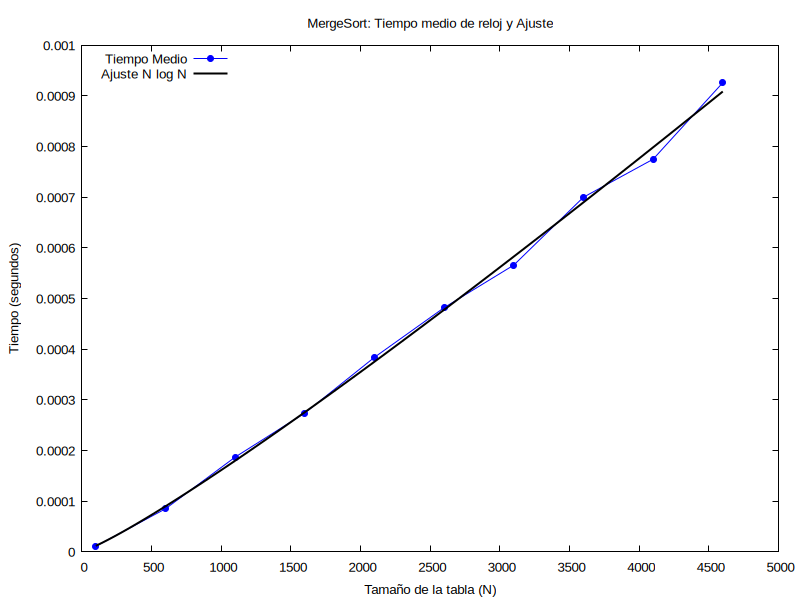 MergeSort: Tiempo medio de reloj y Ajuste
Tiempo Medio
Ajuste N log N
0.001
0.0009
0.0008
0.0007
0.0006
0.0005
0.0004
0.0003
0.0002
0.0001
0
Tiempo (segundos)
0 500 1000 1500 2000 2500 3000 3500 4000 4500 5000
Tamaño de la tabla (N)